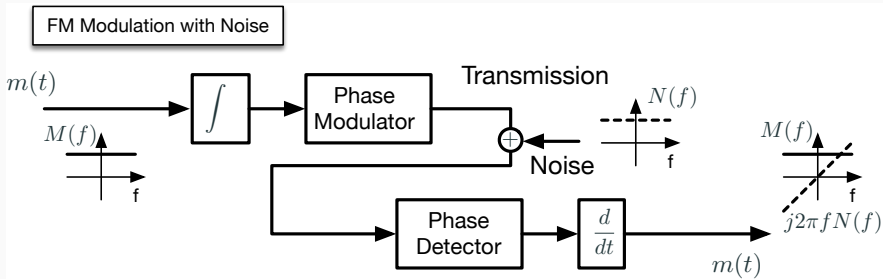 FM Modulation with Noise
m(t)
∫
Phase
Modulator
Transmission
N(f)
f
M(f)
f
+
Noise
M(f)
f
j2πfN(f)
Phase
Detector
d
dt
m(t)